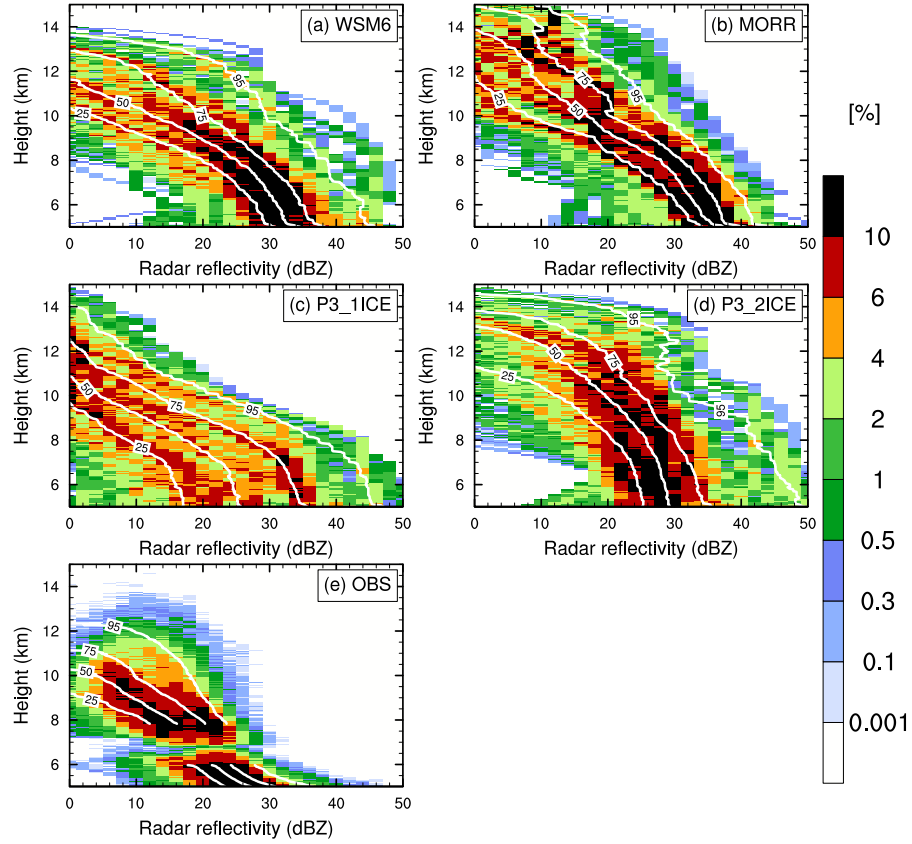 (a) WSM6
Height (km)
14
12
10
8
6
25
50
75
95
0 10 20 30 40 50
Radar reflectivity (dBZ)
(b) MORR
Height (km)
14
12
10
8
6
25
50
75
95
0 10 20 30 40 50
Radar reflectivity (dBZ)
[%]
10
6
4
2
1
0.5
0.3
0.1
0.001
(c) P3_1ICE
Height (km)
14
12
10
8
6
25
50
75
95
0 10 20 30 40 50
Radar reflectivity (dBZ)
(d) P3_2ICE
Height (km)
14
12
10
8
6
25
50
75
95
95
0 10 20 30 40 50
Radar reflectivity (dBZ)
(e) OBS
Height (km)
14
12
10
8
6
95
75
50
25
0 10 20 30 40 50
Radar reflectivity (dBZ)